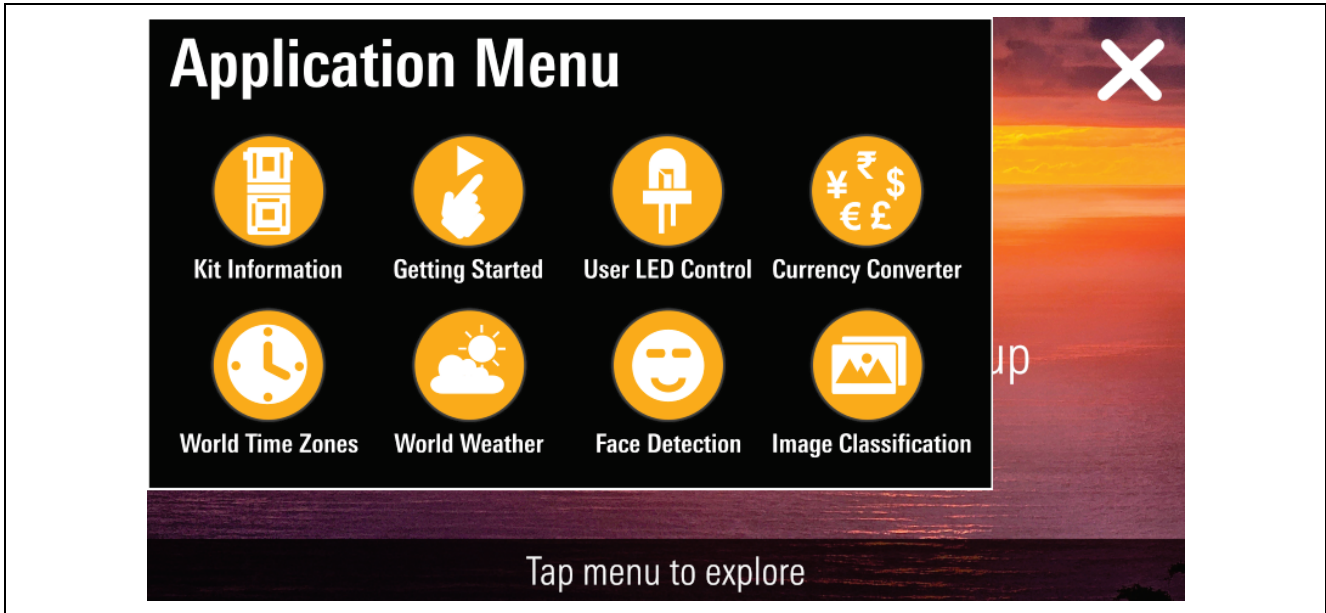 Application Menu
¥ ₹ $
€ £
Kit Information Getting Started User LED Control Currency Converter
World Time Zones World Weather Face Detection Image Classification
up
Tap menu to explore